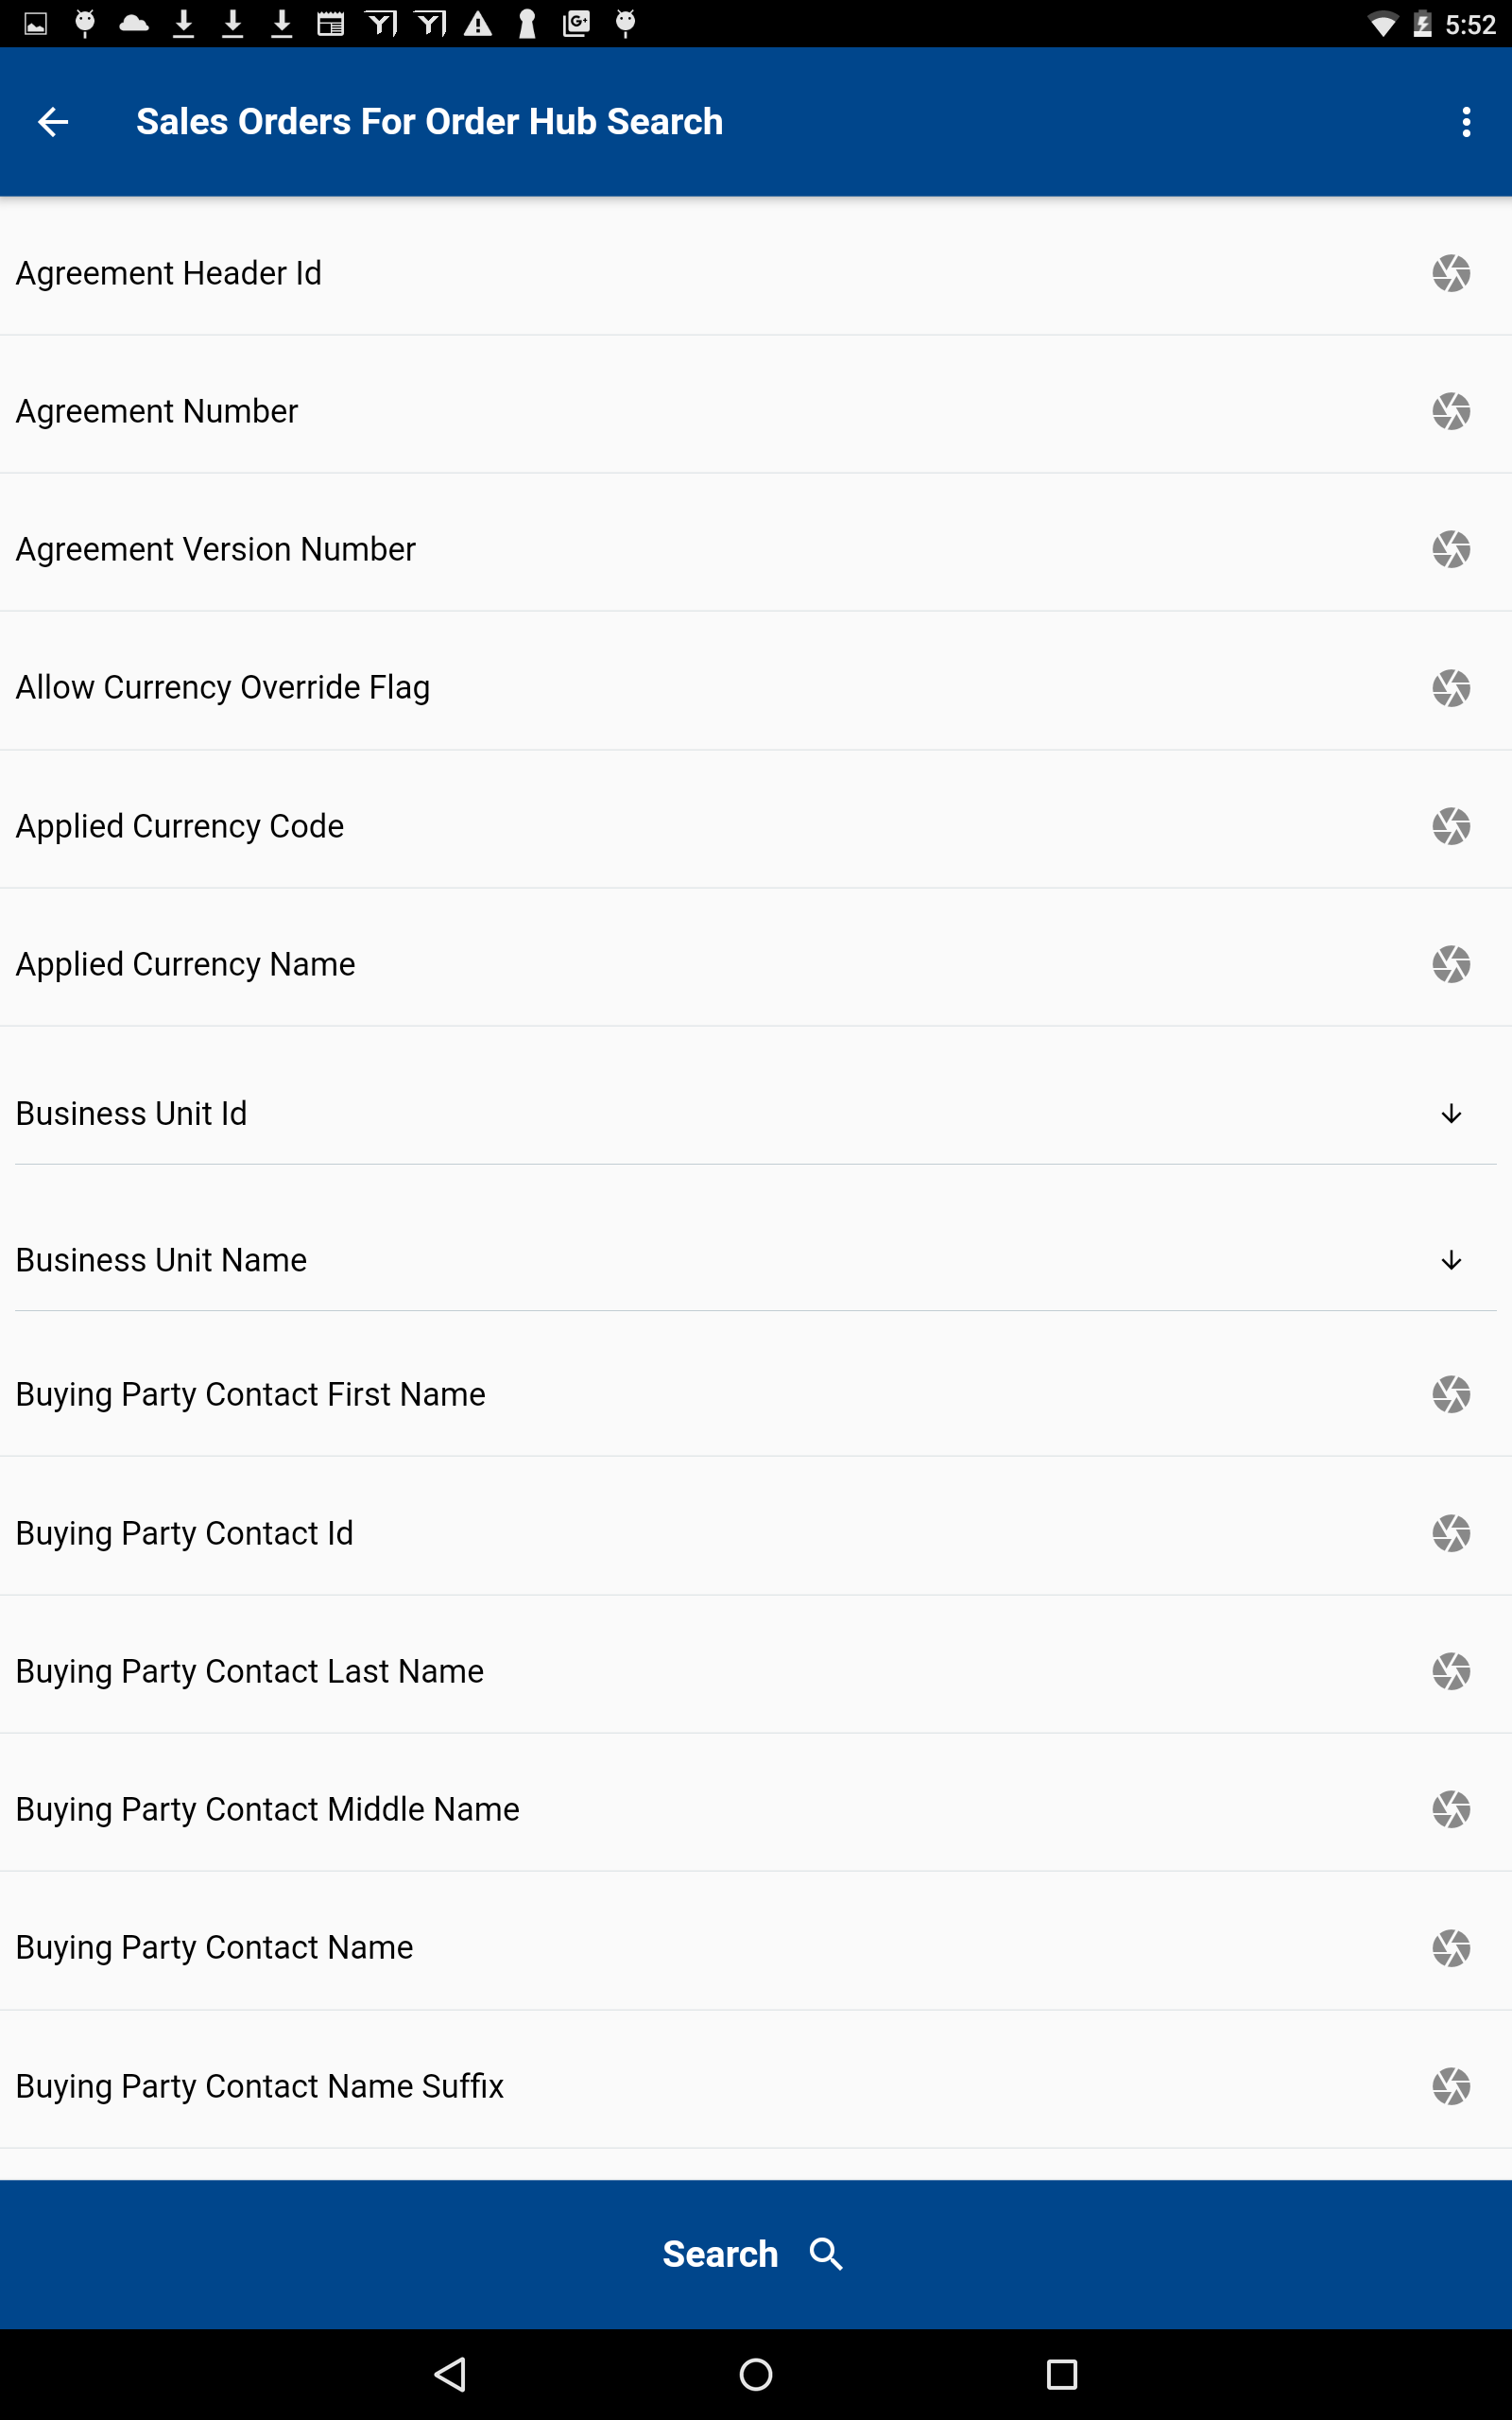 5:52
Sales Orders For Order Hub Search
Agreement Header Id
Agreement Number
Agreement Version Number
Allow Currency Override Flag
Applied Currency Code
Applied Currency Name
Business Unit Id
Business Unit Name
Buying Party Contact First Name
Buying Party Contact Id
Buying Party Contact Last Name
Buying Party Contact Middle Name
Buying Party Contact Name
Buying Party Contact Name Suffix
Search